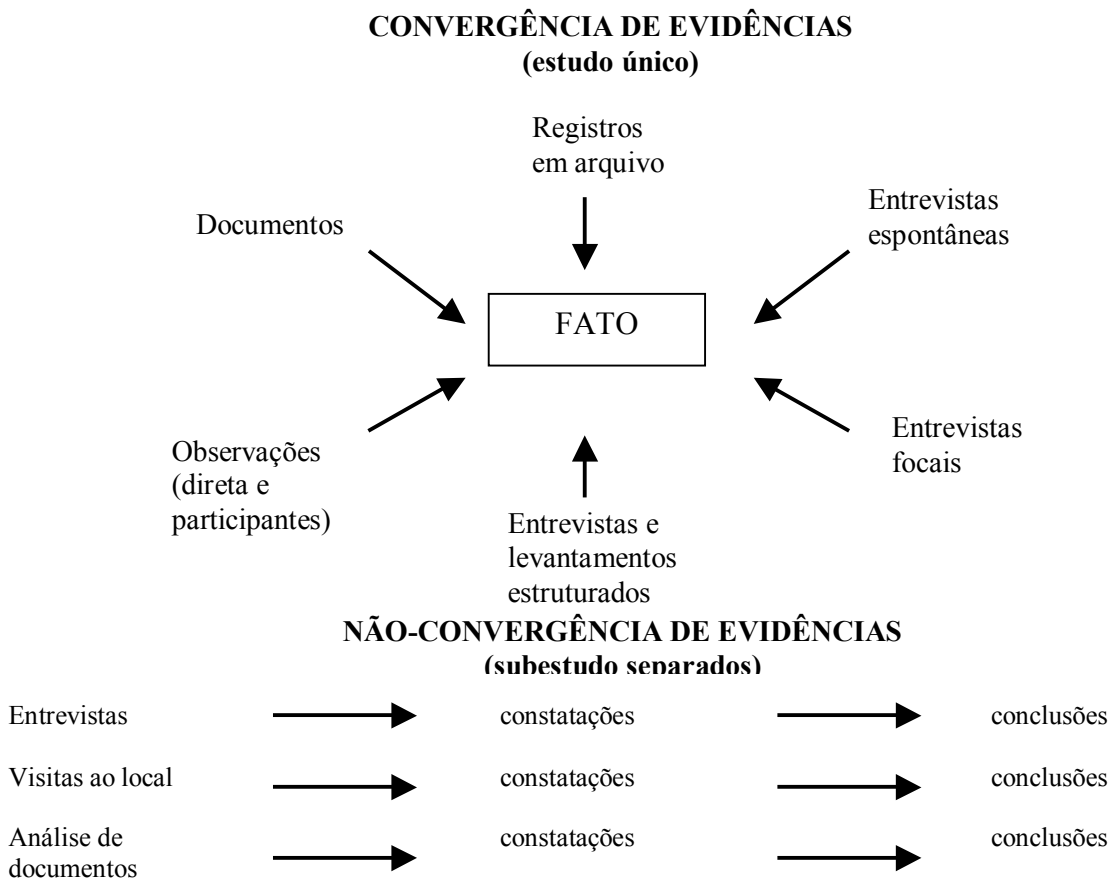 CONVERGÊNCIA DE EVIDÊNCIAS
(estudo único)
Registros
em arquivo
Documentos
Entrevistas
espontâneas
FATO
Observações
(direta e
participantes)
Entrevistas e
levantamentos
estruturados
Entrevistas
focais
NÃO-CONVERGÊNCIA DE EVIDÊNCIAS
(subestudo separados)
Entrevistas constatações conclusões
Visitas ao local constatações conclusões
Análise de
documentos
constatações conclusões